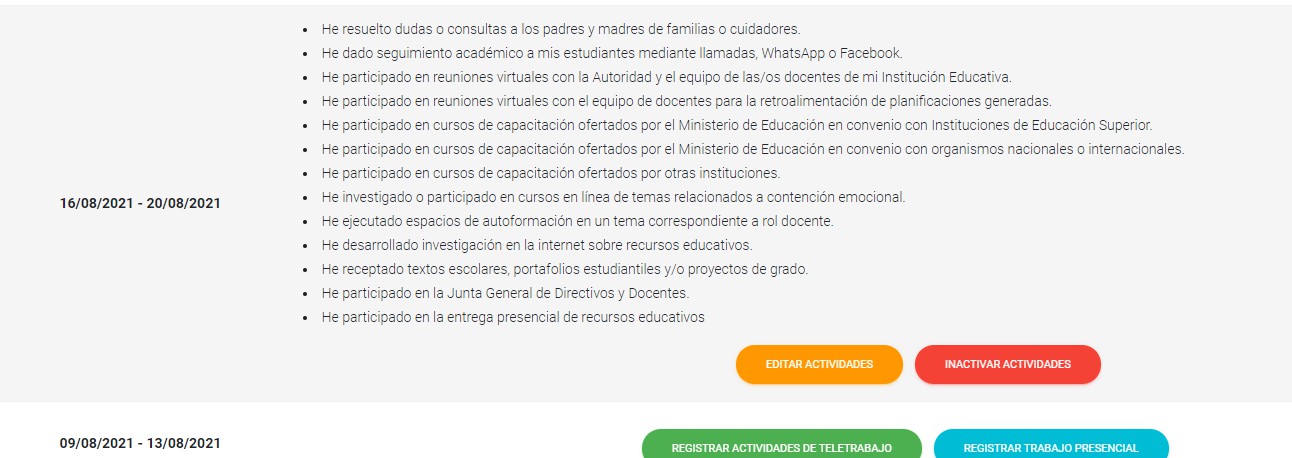 He resuelto dudas o consultas a los padres y madres de familias o cuidadores.
He dado seguimiento académico a mis estudiantes mediante llamadas, WhatsApp o Facebook.
He participado en reuniones virtuales con la Autoridad y el equipo de las/os docentes de mi Institución Educativa.
He participado en reuniones virtuales con el equipo de docentes para la retroalimentación de planificaciones generadas.
He participado en cursos de capacitación ofertados por el Ministerio de Educación en convenio con Instituciones de Educación Superior.
He participado en cursos de capacitación ofertados por el Ministerio de Educación en convenio con organismos nacionales o internacionales.
He participado en cursos de capacitación ofertados por otras instituciones.
16/08/2021 - 20/08/2021
He investigado o participado en cursos en línea de temas relacionados a contención emocional.
He ejecutado espacios de autoformación en un tema correspondiente a rol docente.
He desarrollado investigación en la internet sobre recursos educativos.
He receptado textos escolares, portafolios estudiantiles y/o proyectos de grado.
He participado en la Junta General de Directivos y Docentes.
He participado en la entrega presencial de recursos educativos
EDITAR ACTIVIDADES
INACTIVAR ACTIVIDADES
09/08/2021 - 13/08/2021
REGISTRAR ACTIVIDADES DE TELETRABAJO
REGISTRAR TRABAJO PRESENCIAL